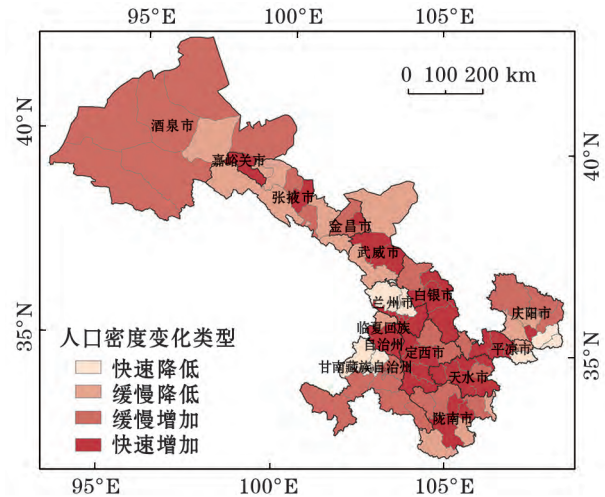 95°E 100°E 105°E
0 100 200 km
40°N
40°N
酒泉市
嘉峪关市
张掖市
金昌市
武威市
兰州市
白银市
庆阳市
35°N
35°N
临夏回族
自治州
定西市
平凉市
甘南藏族自治州
天水市
陇南市
人口密度变化类型
快速降低
缓慢降低
缓慢增加
快速增加
95°E 100°E 105°E